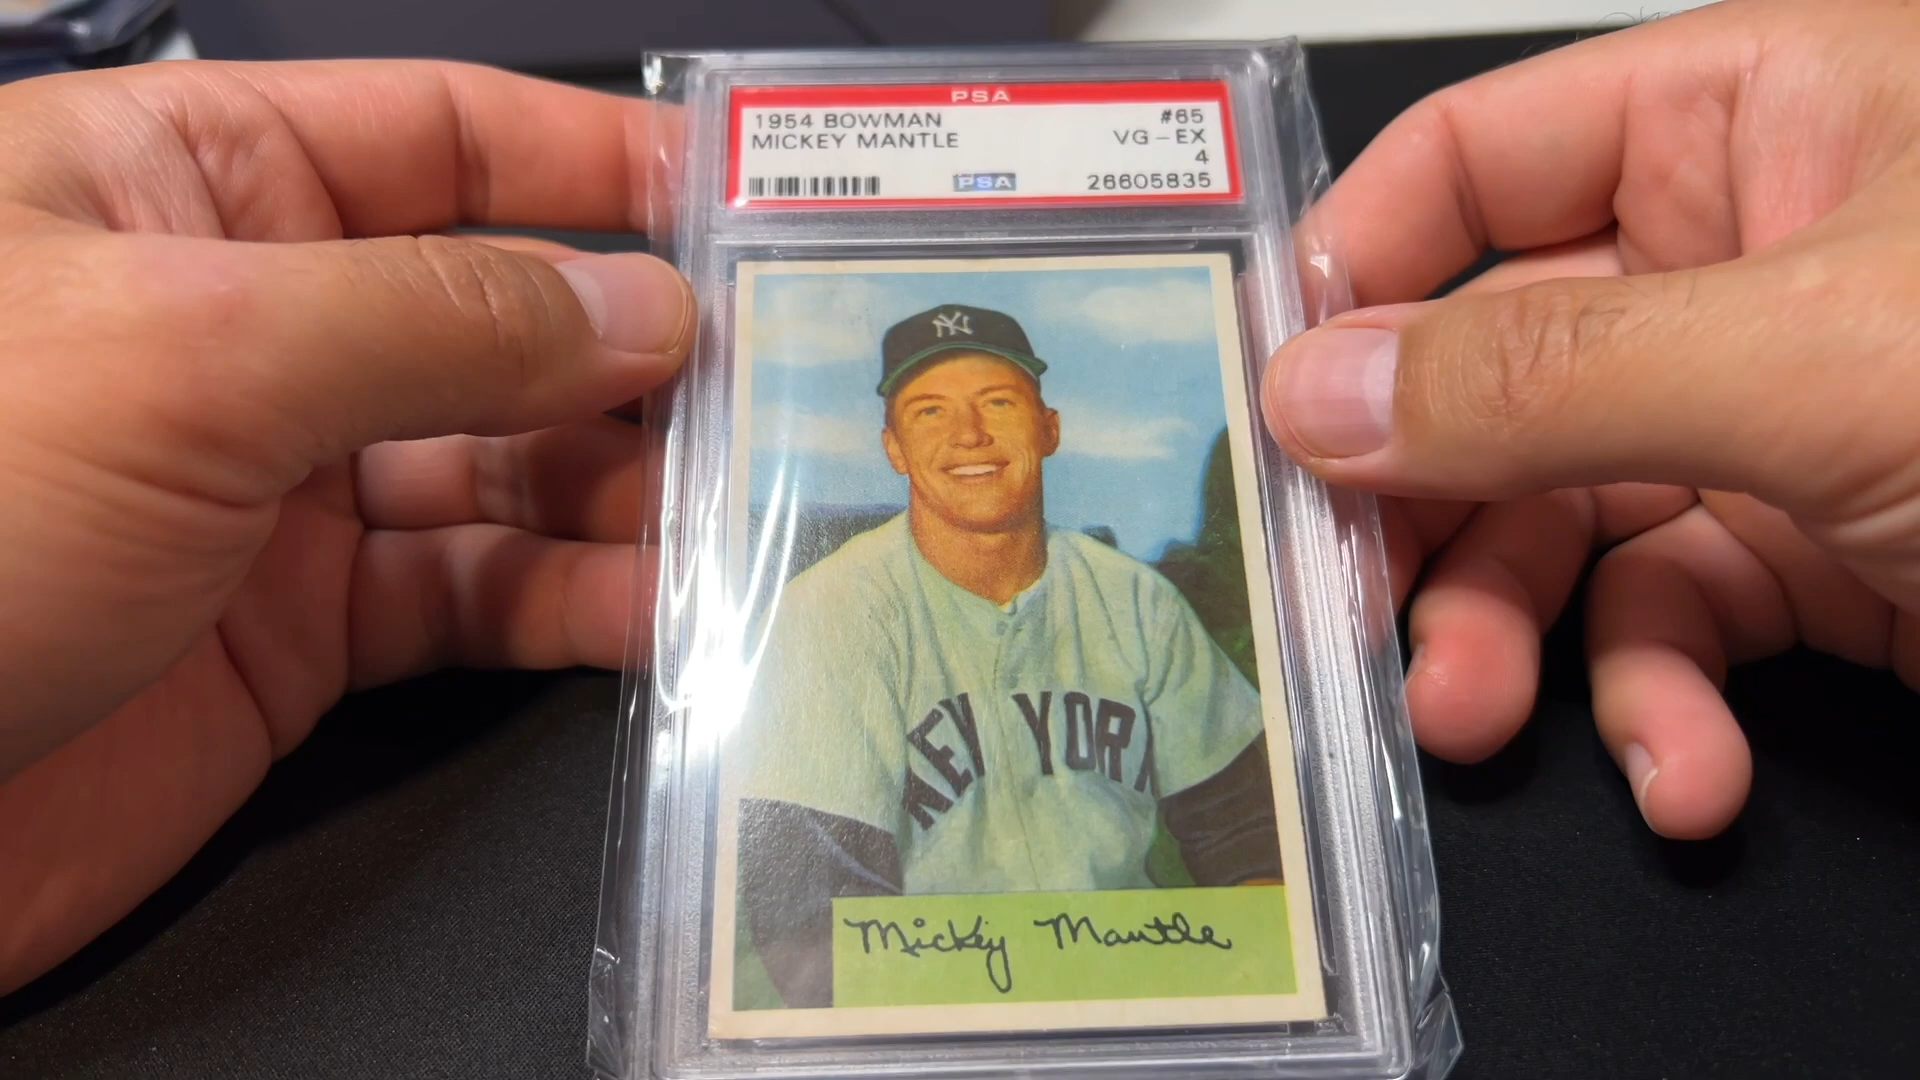 PSA
1954 BOWMAN #65
MICKEY MANTLE VG-EX
4
PSA 26605835
NY
NEW YORK
Mickey Mantle